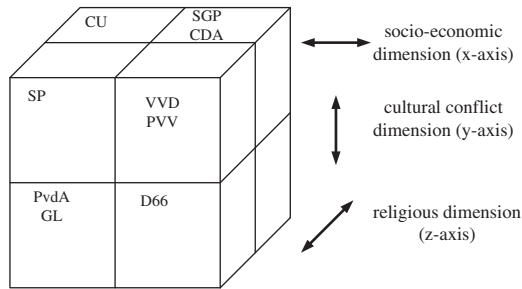 CU
SGP
CDA
SP
VVD
PVV
PvdA
GL
D66
socio-economic
dimension (x-axis)
cultural conflict
dimension (y-axis)
religious dimension
(z-axis)